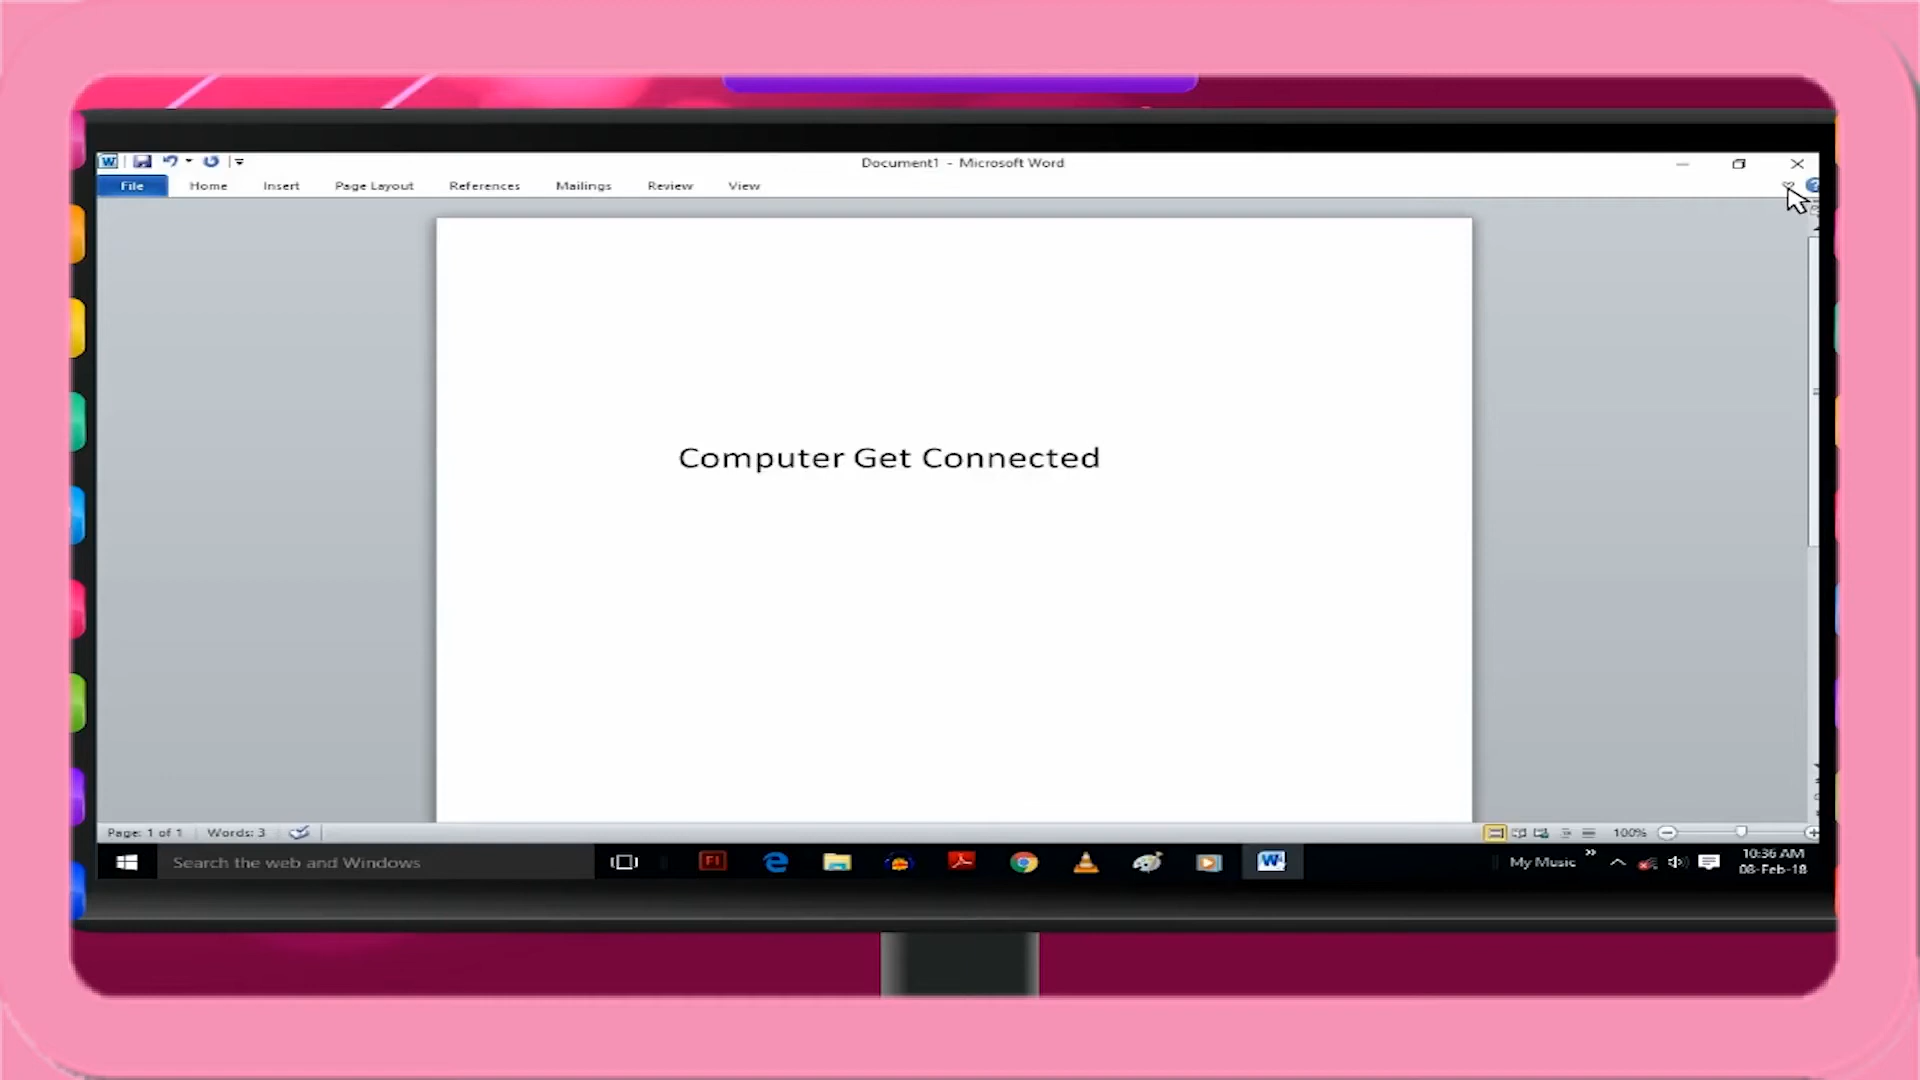 Document1 - Microsoft Word
File Home Insert Page Layout References Mailings Review View
Computer Get Connected
Page: 1 of 1 Words: 3 100%
Search the web and Windows
My Music
10:36 AM
08-Feb-18